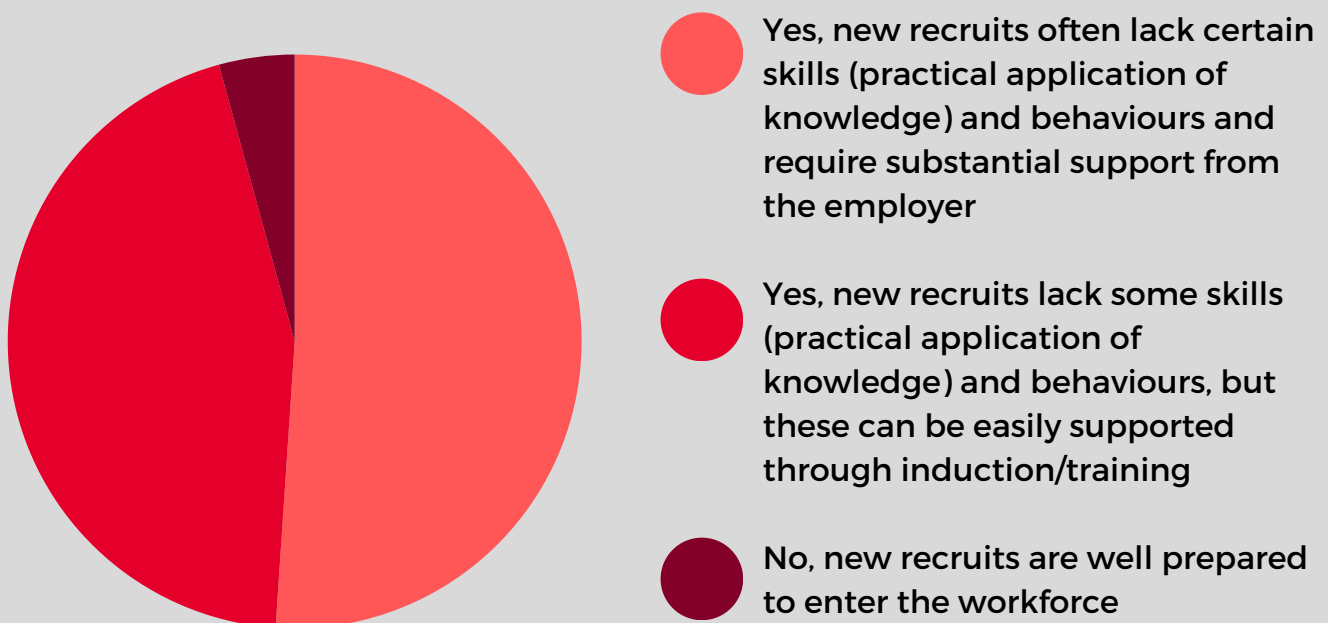 Yes, new recruits often lack certain
skills (practical application of
knowledge) and behaviours and
require substantial support from
the employer
Yes, new recruits lack some skills
(practical application of
knowledge) and behaviours, but
these can be easily supported
through induction/training
No, new recruits are well prepared
to enter the workforce